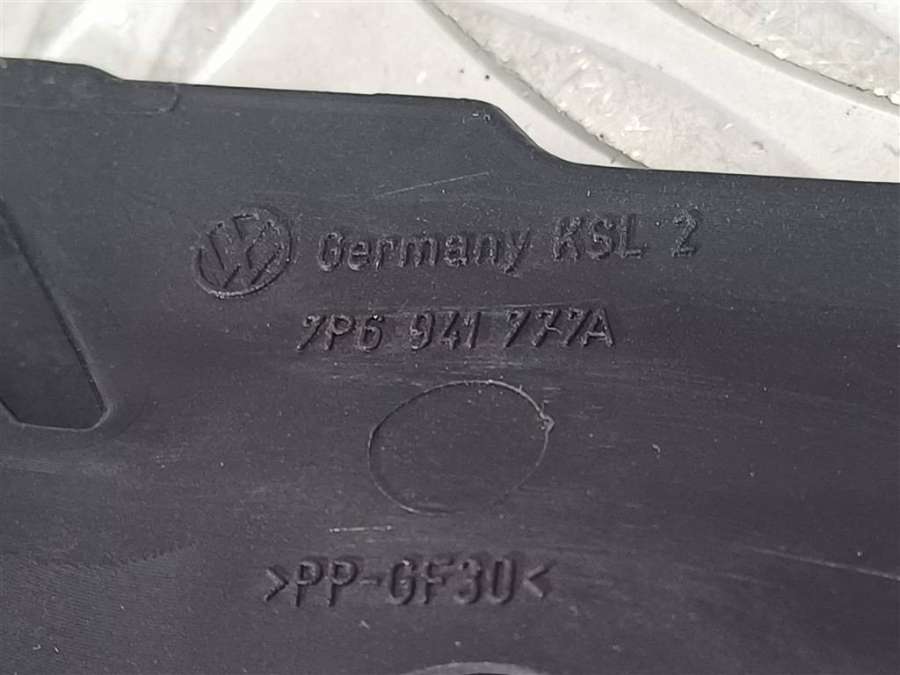 Germany KSL 2
7P6 941 777A
>PP-GF30<